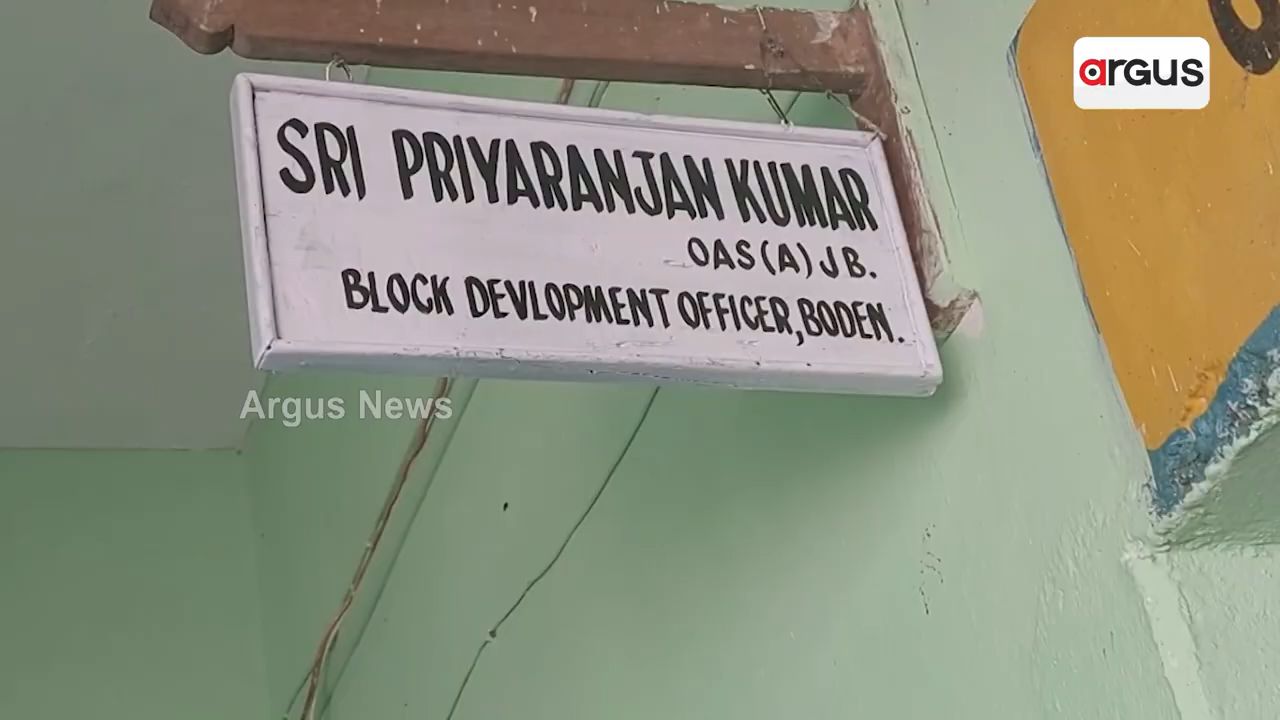 argus
SRI PRIYARANJAN KUMAR
OAS(A) JB.
BLOCK DEVLOPMENT OFFICER, BODEN.
Argus News